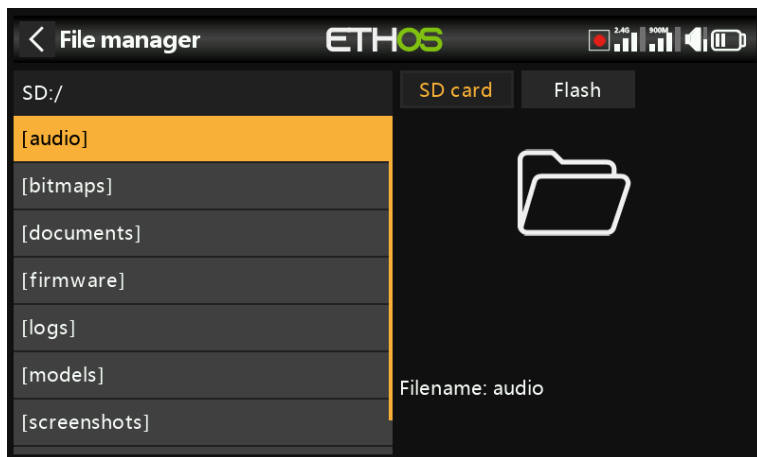 File manager
ETHOS
2.4G
900M
SD:/
SD card
Flash
[audio]
[bitmaps]
[documents]
[firmware]
[logs]
[models]
[screenshots]
Filename: audio